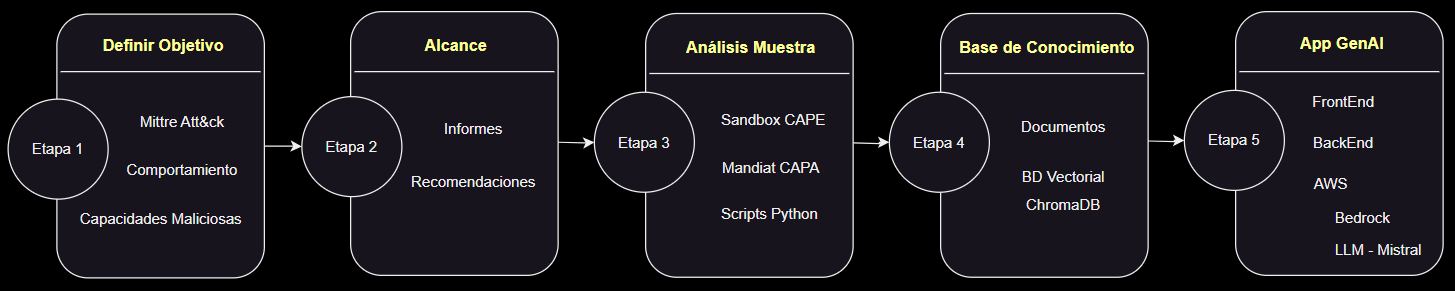 Definir Objetivo
Etapa 1
Mittre Att&ck
Comportamiento
Capacidades Maliciosas
Alcance
Etapa 2
Informes
Recomendaciones
Análisis Muestra
Etapa 3
Sandbox CAPE
Mandiat CAPA
Scripts Python
Base de Conocimiento
Etapa 4
Documentos
BD Vectorial
ChromaDB
App GenAI
Etapa 5
FrontEnd
BackEnd
AWS
Bedrock
LLM - Mistral